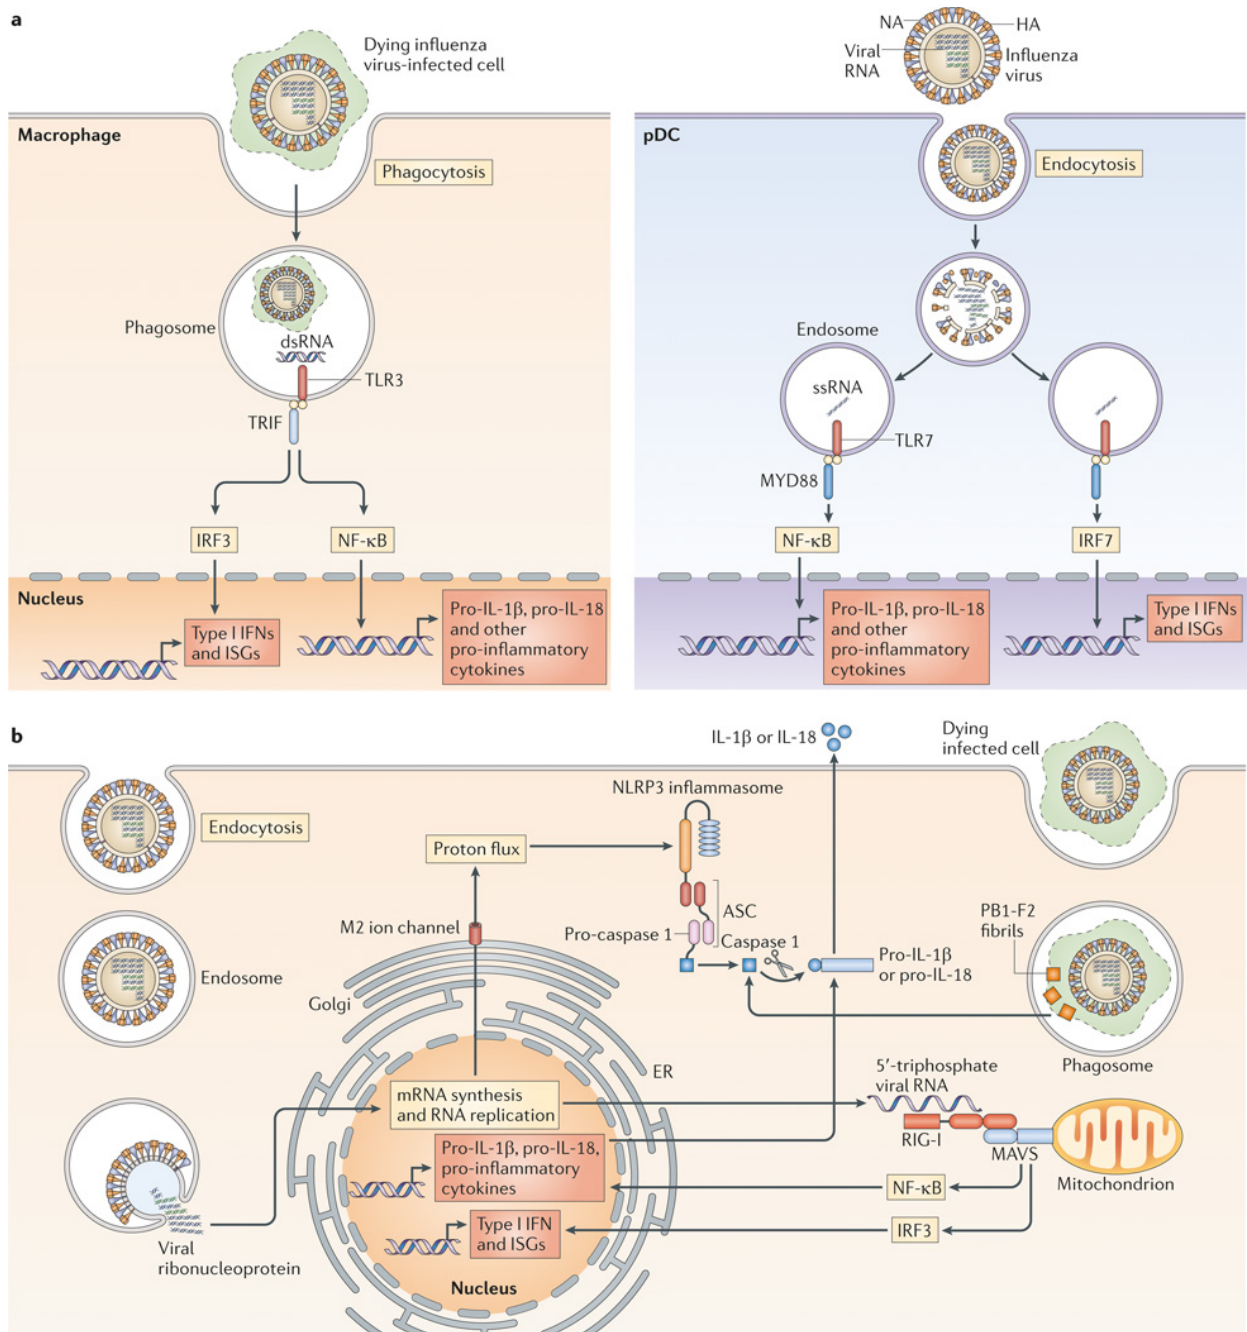 a
Dying influenza
virus-infected cell
Macrophage
Phagocytosis
Phagosome
dsRNA
TLR3
TRIF
IRF3
NF-κB
Nucleus
Type I IFNs
and ISGs
Pro-IL-1β, pro-IL-18
and other
pro-inflammatory
cytokines
NA
HA
Viral
RNA
Influenza
virus
pDC
Endocytosis
Endosome
ssRNA
TLR7
MYD88
NF-κB
IRF7
Pro-IL-1β, pro-IL-18
and other
pro-inflammatory
cytokines
Type I IFNs
and ISGs
b
IL-1β or IL-18
Dying
infected cell
NLRP3 inflammasome
Endocytosis
Proton flux
ASC
M2 ion channel
Pro-caspase 1
Caspase 1
PB1-F2
fibrils
Pro-IL-1β
or pro-IL-18
Endosome
Golgi
Phagosome
ER
5′-triphosphate
viral RNA
mRNA synthesis
and RNA replication
RIG-I
MAVS
Mitochondrion
Pro-IL-1β, pro-IL-18,
pro-inflammatory
cytokines
NF-κB
Type I IFN
and ISGs
IRF3
Viral
ribonucleoprotein
Nucleus